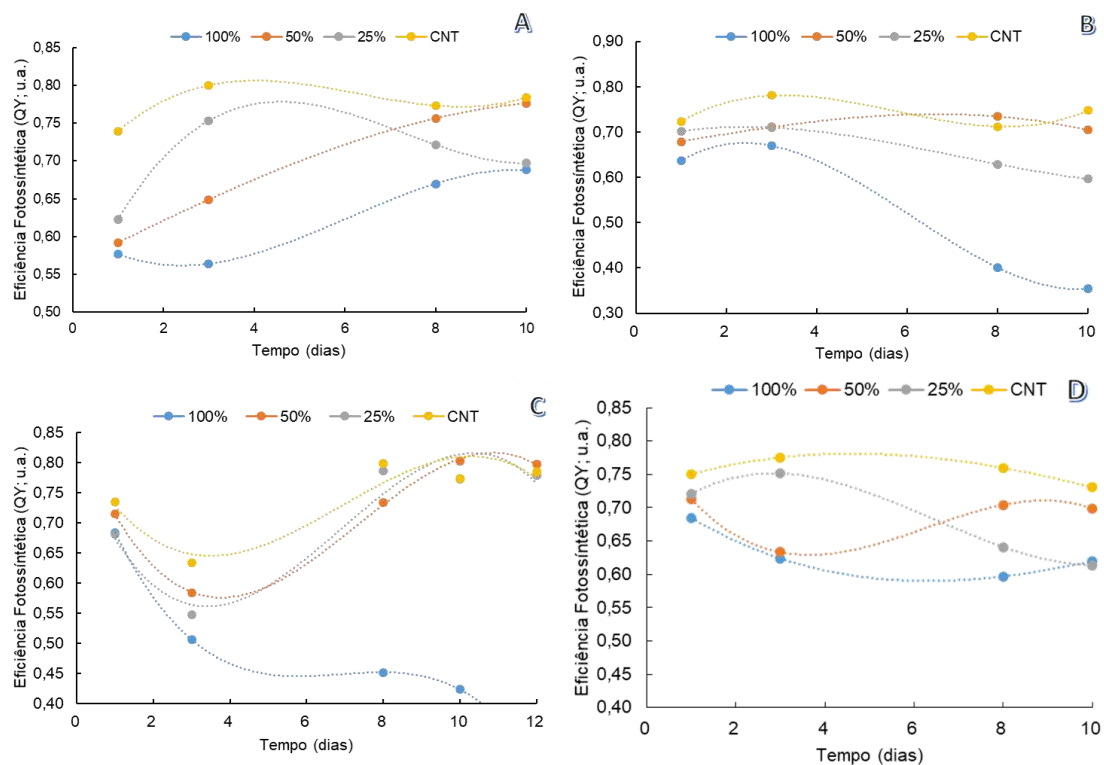 A
100% 50% 25% CNT
Eficiência Fotossíntética (QY; u.a.)
0,85
0,80
0,75
0,70
0,65
0,60
0,55
0,50
0 2 4 6 8 10
Tempo (dias)
B
100% 50% 25% CNT
Eficiência Fotossíntética (QY; u.a.)
0,90
0,80
0,70
0,60
0,50
0,40
0,30
0 2 4 6 8 10
Tempo (dias)
C
100% 50% 25% CNT
Eficiência Fotossíntética (QY; u.a.)
0,85
0,80
0,75
0,70
0,65
0,60
0,55
0,50
0,45
0,40
0 2 4 6 8 10 12
Tempo (dias)
D
100% 50% 25% CNT
Eficiência Fotossíntética (QY; u.a.)
0,85
0,80
0,75
0,70
0,65
0,60
0,55
0,50
0,45
0,40
0 2 4 6 8 10
Tempo (dias)